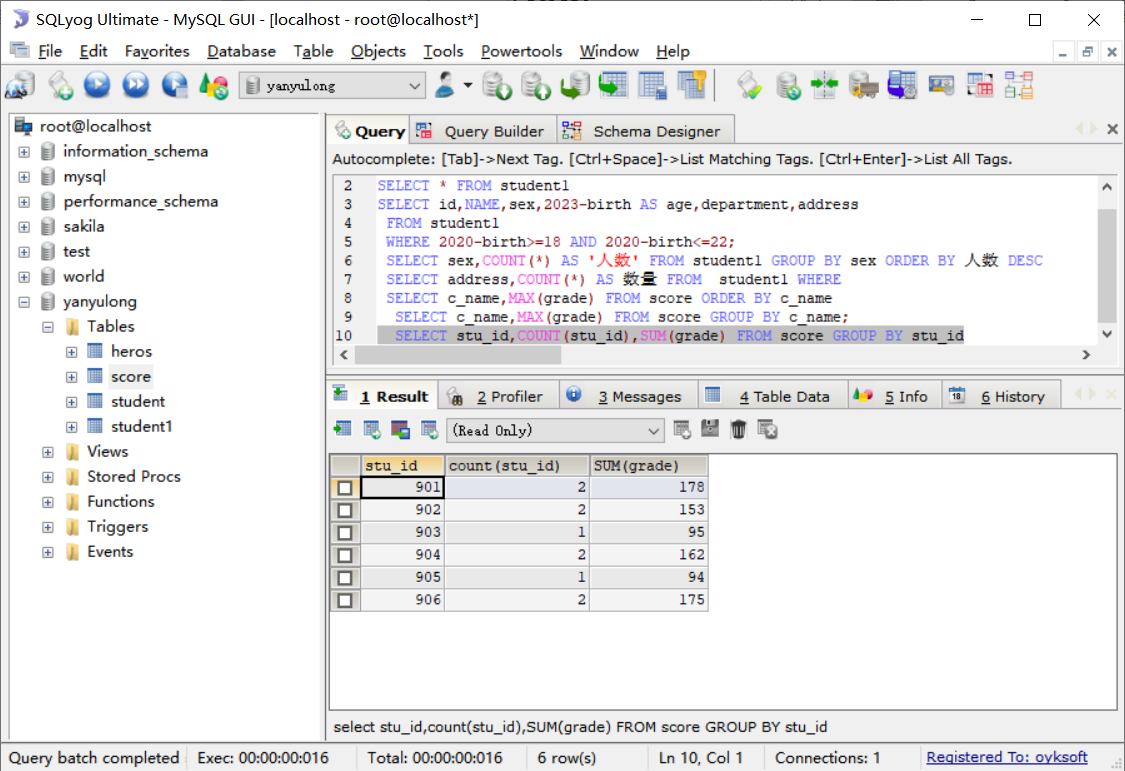 SQLyog Ultimate - MySQL GUI - [localhost - root@localhost*]
File Edit Favorites Database Table Objects Tools Powertools Window Help
yanyulong
root@localhost
information_schema
mysql
performance_schema
sakila
test
world
yanyulong
Tables
heros
score
student
student1
Views
Stored Procs
Functions
Triggers
Events
Query Query Builder Schema Designer
Autocomplete: [Tab]->Next Tag. [Ctrl+Space]->List Matching Tags. [Ctrl+Enter]->List All Tags.
2 SELECT * FROM student1
3 SELECT id,NAME,sex,2023-birth AS age,department,address
4 FROM student1
5 WHERE 2020-birth>=18 AND 2020-birth<=22;
6 SELECT sex,COUNT(*) AS '人数' FROM student1 GROUP BY sex ORDER BY 人数 DESC
7 SELECT address,COUNT(*) AS 数量 FROM student1 WHERE
8 SELECT c_name,MAX(grade) FROM score ORDER BY c_name
9 SELECT c_name,MAX(grade) FROM score GROUP BY c_name;
10 SELECT stu_id,COUNT(stu_id),SUM(grade) FROM score GROUP BY stu_id
1 Result 2 Profiler 3 Messages 4 Table Data 5 Info 18 6 History
(Read Only)
stu_id count(stu_id) SUM(grade)
901 2 178
902 2 153
903 1 95
904 2 162
905 1 94
906 2 175
select stu_id,count(stu_id),SUM(grade) FROM score GROUP BY stu_id
Query batch completed Exec: 00:00:00:016 Total: 00:00:00:016 6 row(s) Ln 10, Col 1 Connections: 1 Registered To: oyksoft